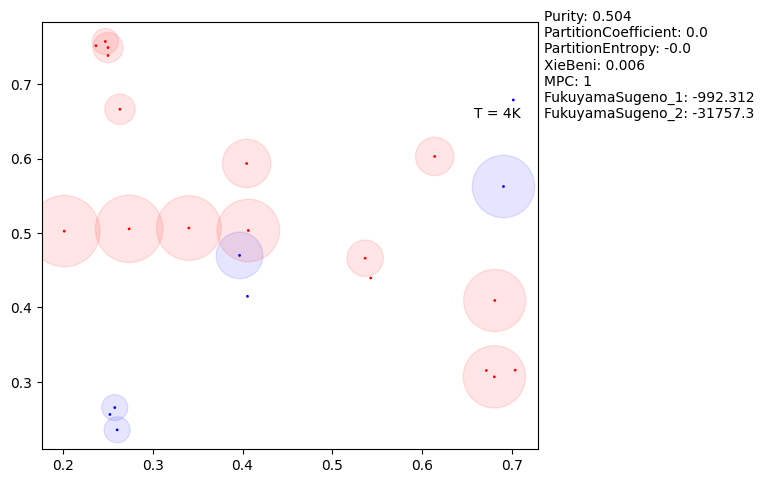 Purity: 0.504
PartitionCoefficient: 0.0
PartitionEntropy: -0.0
XieBeni: 0.006
MPC: 1
FukuyamaSugeno_1: -992.312
FukuyamaSugeno_2: -31757.3
T = 4K
0.7
0.6
0.5
0.4
0.3
0.2 0.3 0.4 0.5 0.6 0.7